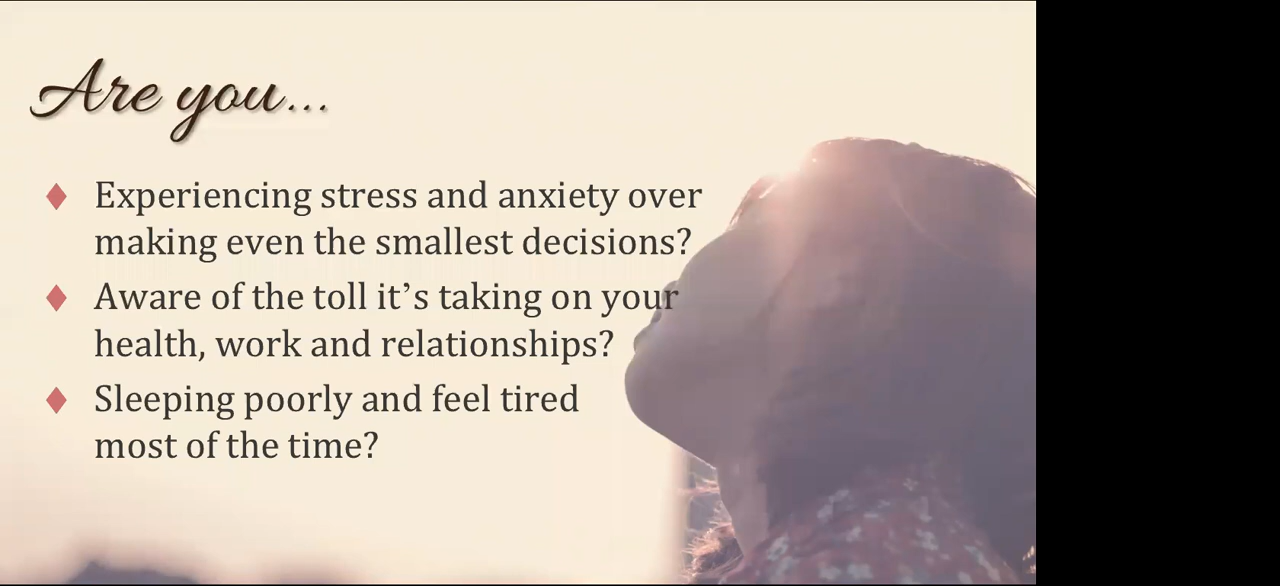 Are you...
Experiencing stress and anxiety over
making even the smallest decisions?
Aware of the toll it’s taking on your
health, work and relationships?
Sleeping poorly and feel tired
most of the time?